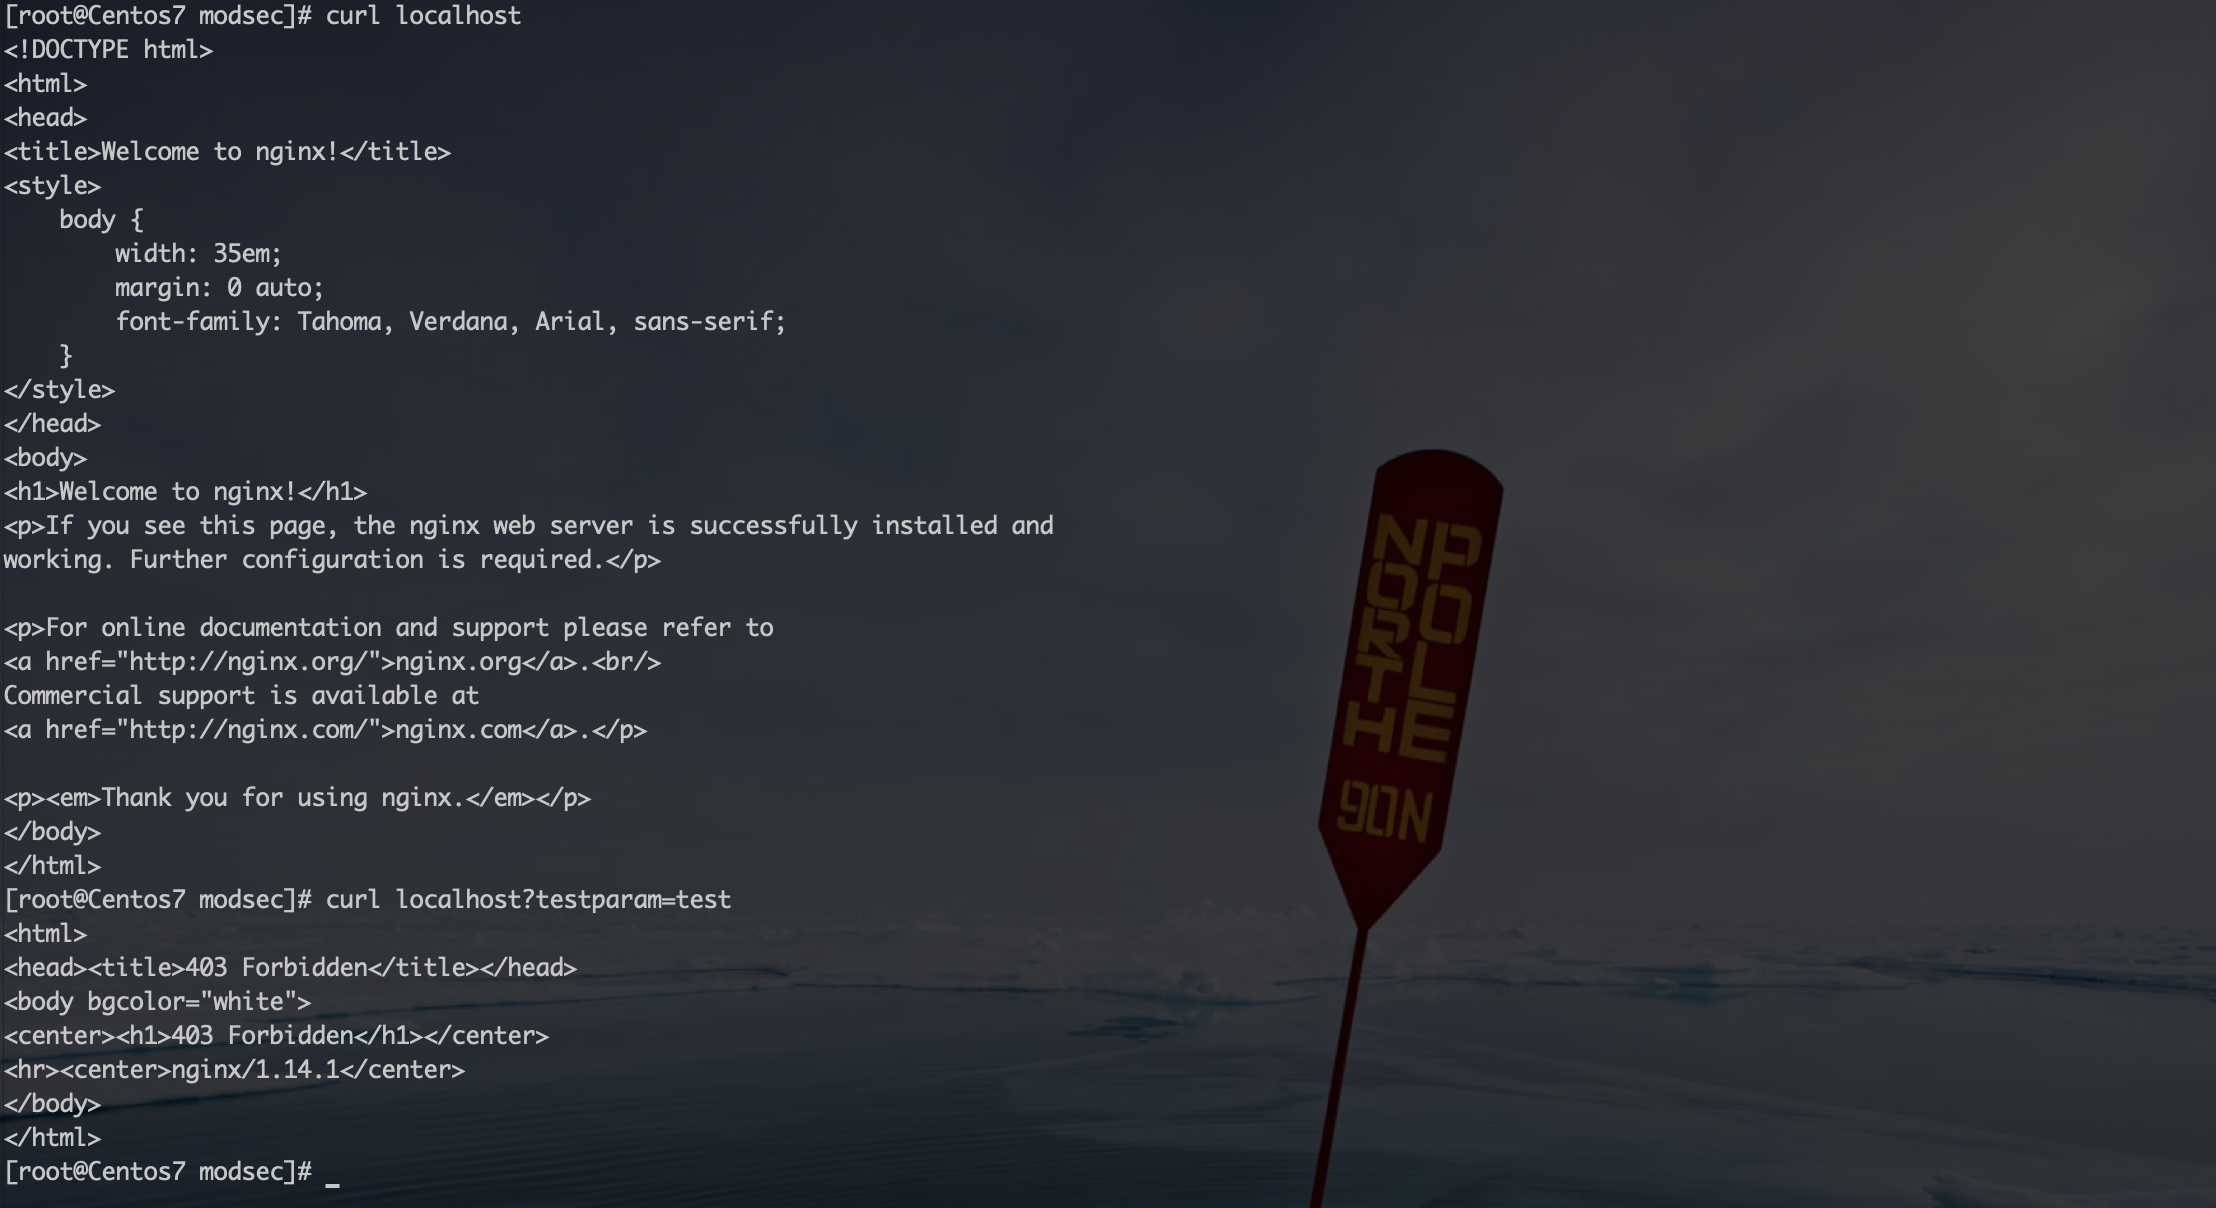 [root@Centos7 modsec]# curl localhost
<!DOCTYPE html>
<html>
<head>
<title>Welcome to nginx!</title>
<style>
    body {
        width: 35em;
        margin: 0 auto;
        font-family: Tahoma, Verdana, Arial, sans-serif;
    }
</style>
</head>
<body>
<h1>Welcome to nginx!</h1>
<p>If you see this page, the nginx web server is successfully installed and
working. Further configuration is required.</p>

<p>For online documentation and support please refer to
<a href="http://nginx.org/">nginx.org</a>.<br/>
Commercial support is available at
<a href="http://nginx.com/">nginx.com</a>.</p>

<p><em>Thank you for using nginx.</em></p>
</body>
</html>
[root@Centos7 modsec]# curl localhost?testparam=test
<html>
<head><title>403 Forbidden</title></head>
<body bgcolor="white">
<center><h1>403 Forbidden</h1></center>
<hr><center>nginx/1.14.1</center>
</body>
</html>
[root@Centos7 modsec]# _
NORTH
POLE
90N